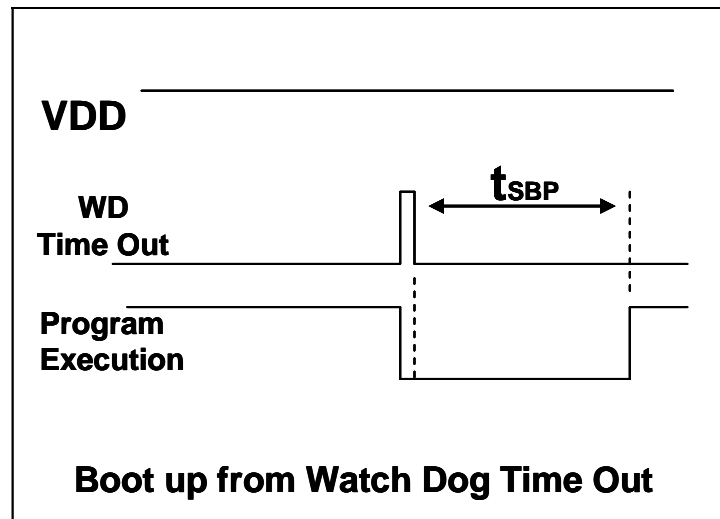 VDD
tSBP
WD
Time Out
Program
Execution
Boot up from Watch Dog Time Out